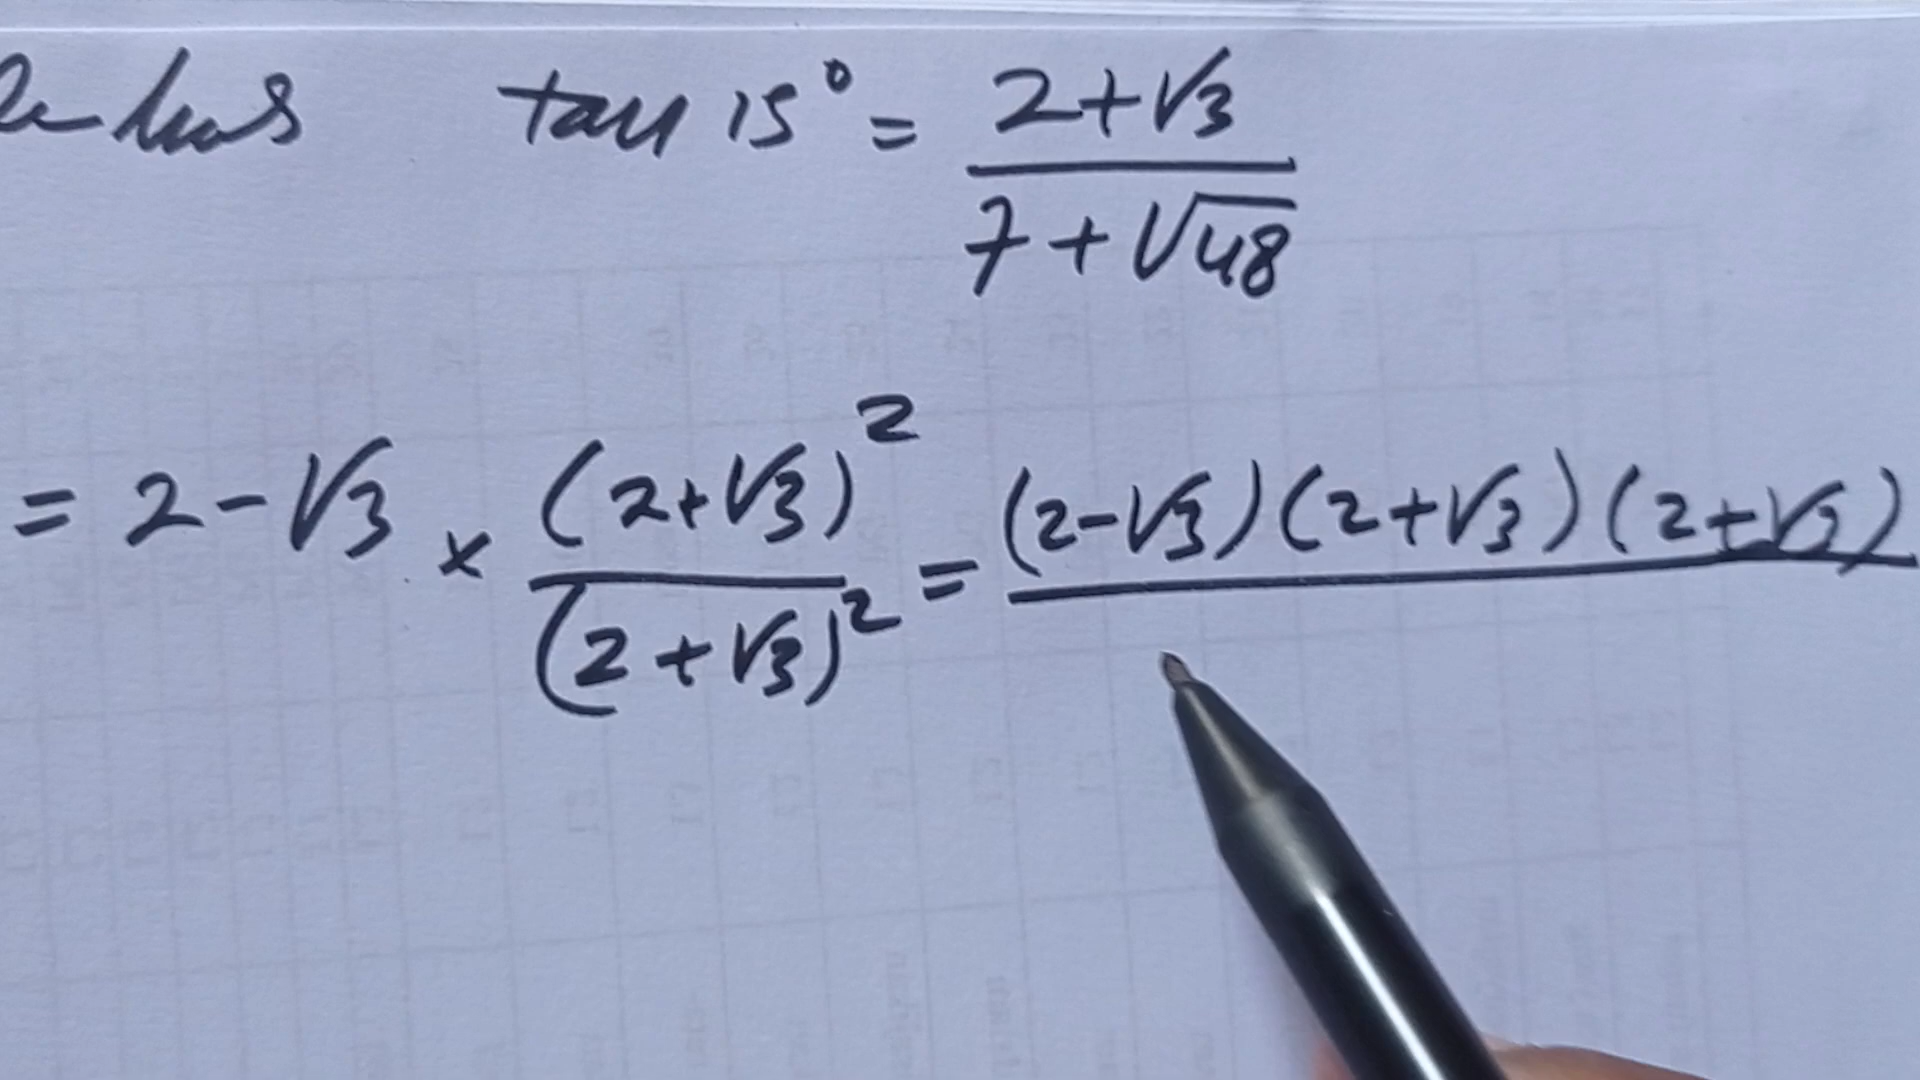 tan 15° = (2+√3)/(7+√48)
= 2-√3 × (2+√3)²/(2+√3)² = (2-√3)(2+√3)(2+√3)